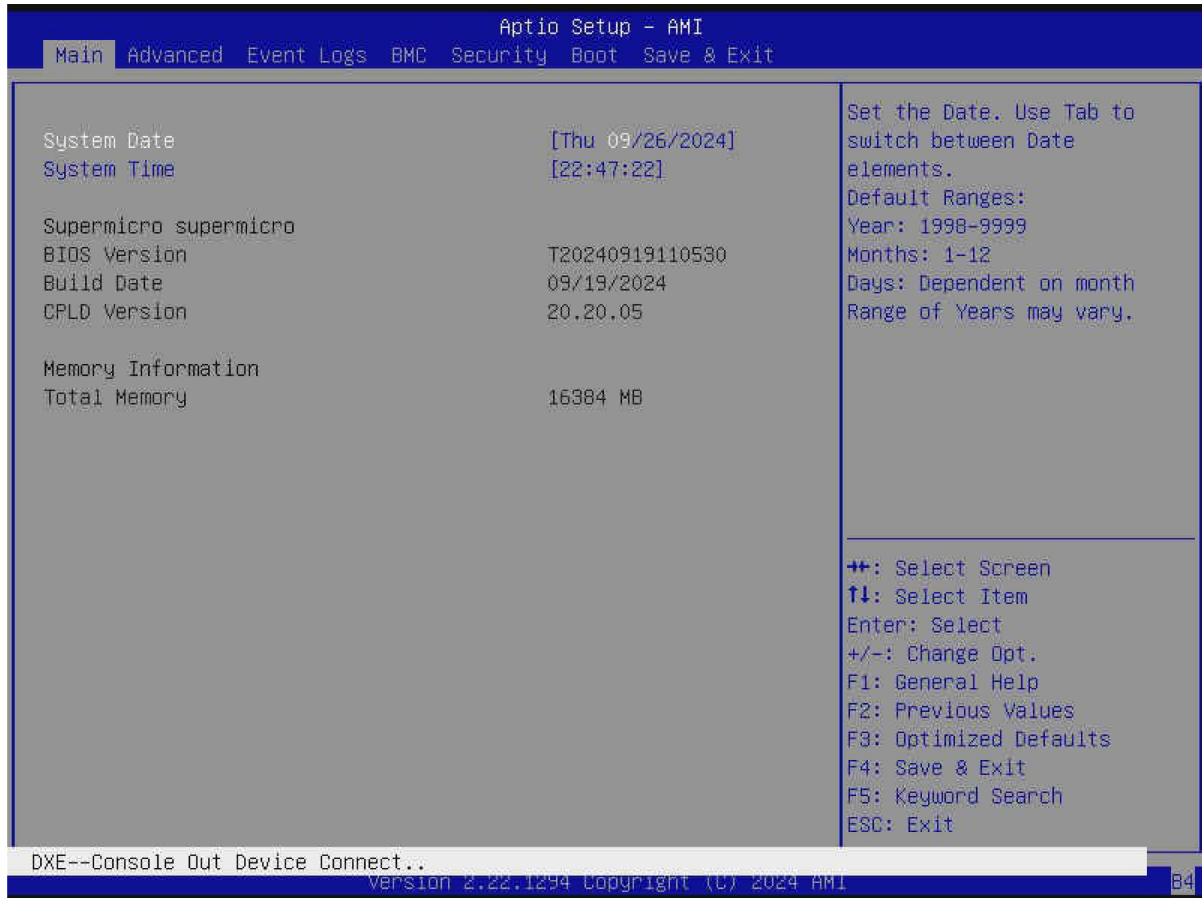 Aptio Setup - AMI
Main Advanced Event Logs BMC Security Boot Save & Exit
System Date [Thu 09/26/2024]
System Time [22:47:22]
Supermicro supermicro
BIOS Version T20240919110530
Build Date 09/19/2024
CPLD Version 20.20.05
Memory Information
Total Memory 16384 MB
Set the Date. Use Tab to
switch between Date
elements.
Default Ranges:
Year: 1998-9999
Months: 1-12
Days: Dependent on month
Range of Years may vary.
→←: Select Screen
↑↓: Select Item
Enter: Select
+/-: Change Opt.
F1: General Help
F2: Previous Values
F3: Optimized Defaults
F4: Save & Exit
F5: Keyword Search
ESC: Exit
DXE--Console Out Device Connect..
Version 2.22.1294 Copyright (C) 2024 AMI
B4